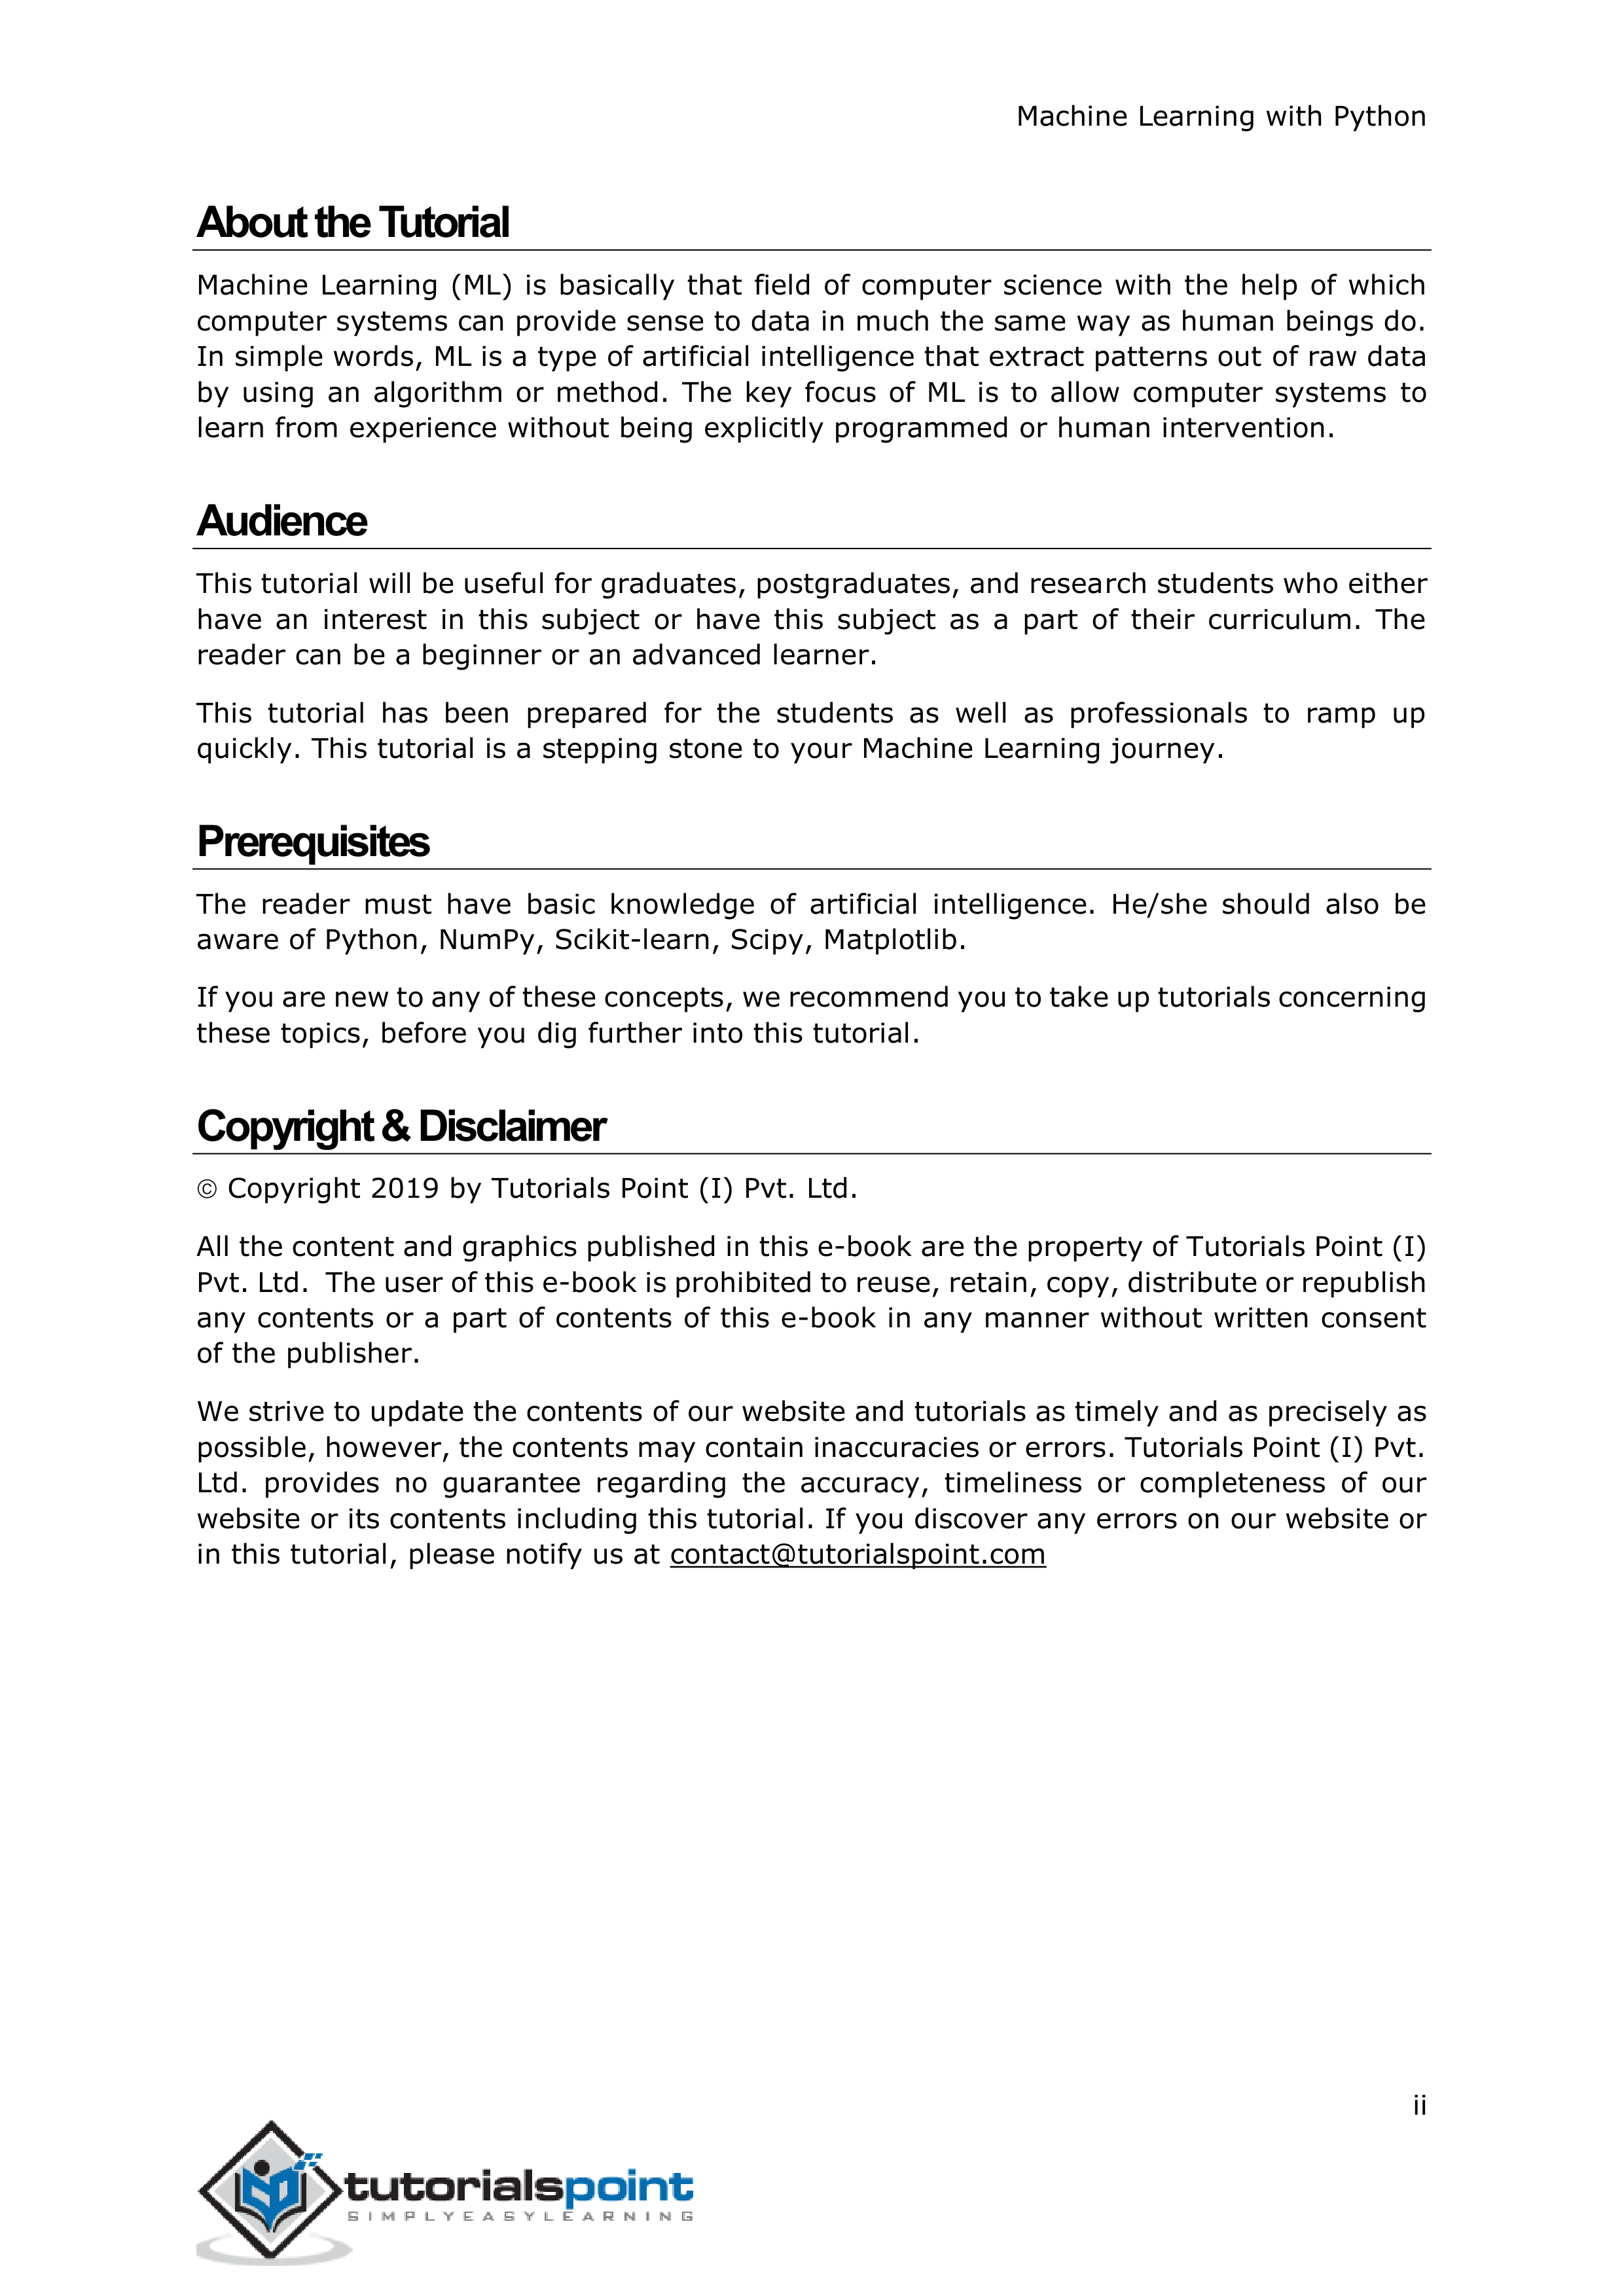 Machine Learning with Python
About the Tutorial
Machine Learning (ML) is basically that field of computer science with the help of which
computer systems can provide sense to data in much the same way as human beings do.
In simple words, ML is a type of artificial intelligence that extract patterns out of raw data
by using an algorithm or method. The key focus of ML is to allow computer systems to
learn from experience without being explicitly programmed or human intervention.
Audience
This tutorial will be useful for graduates, postgraduates, and research students who either
have an interest in this subject or have this subject as a part of their curriculum. The
reader can be a beginner or an advanced learner.
This tutorial has been prepared for the students as well as professionals to ramp up
quickly. This tutorial is a stepping stone to your Machine Learning journey.
Prerequisites
The reader must have basic knowledge of artificial intelligence. He/she should also be
aware of Python, NumPy, Scikit-learn, Scipy, Matplotlib.
If you are new to any of these concepts, we recommend you to take up tutorials concerning
these topics, before you dig further into this tutorial.
Copyright & Disclaimer
© Copyright 2019 by Tutorials Point (I) Pvt. Ltd.
All the content and graphics published in this e-book are the property of Tutorials Point (I)
Pvt. Ltd. The user of this e-book is prohibited to reuse, retain, copy, distribute or republish
any contents or a part of contents of this e-book in any manner without written consent
of the publisher.
We strive to update the contents of our website and tutorials as timely and as precisely as
possible, however, the contents may contain inaccuracies or errors. Tutorials Point (I) Pvt.
Ltd. provides no guarantee regarding the accuracy, timeliness or completeness of our
website or its contents including this tutorial. If you discover any errors on our website or
in this tutorial, please notify us at contact@tutorialspoint.com
ii
tutorialspoint
SIMPLYEASYLEARNING